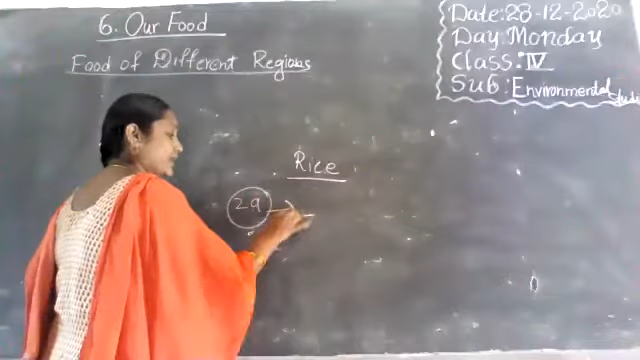 6. Our Food
Food of Different Regions
Date:28-12-2020
Day:Monday
Class:IV
Sub:Environmental
Rice
29